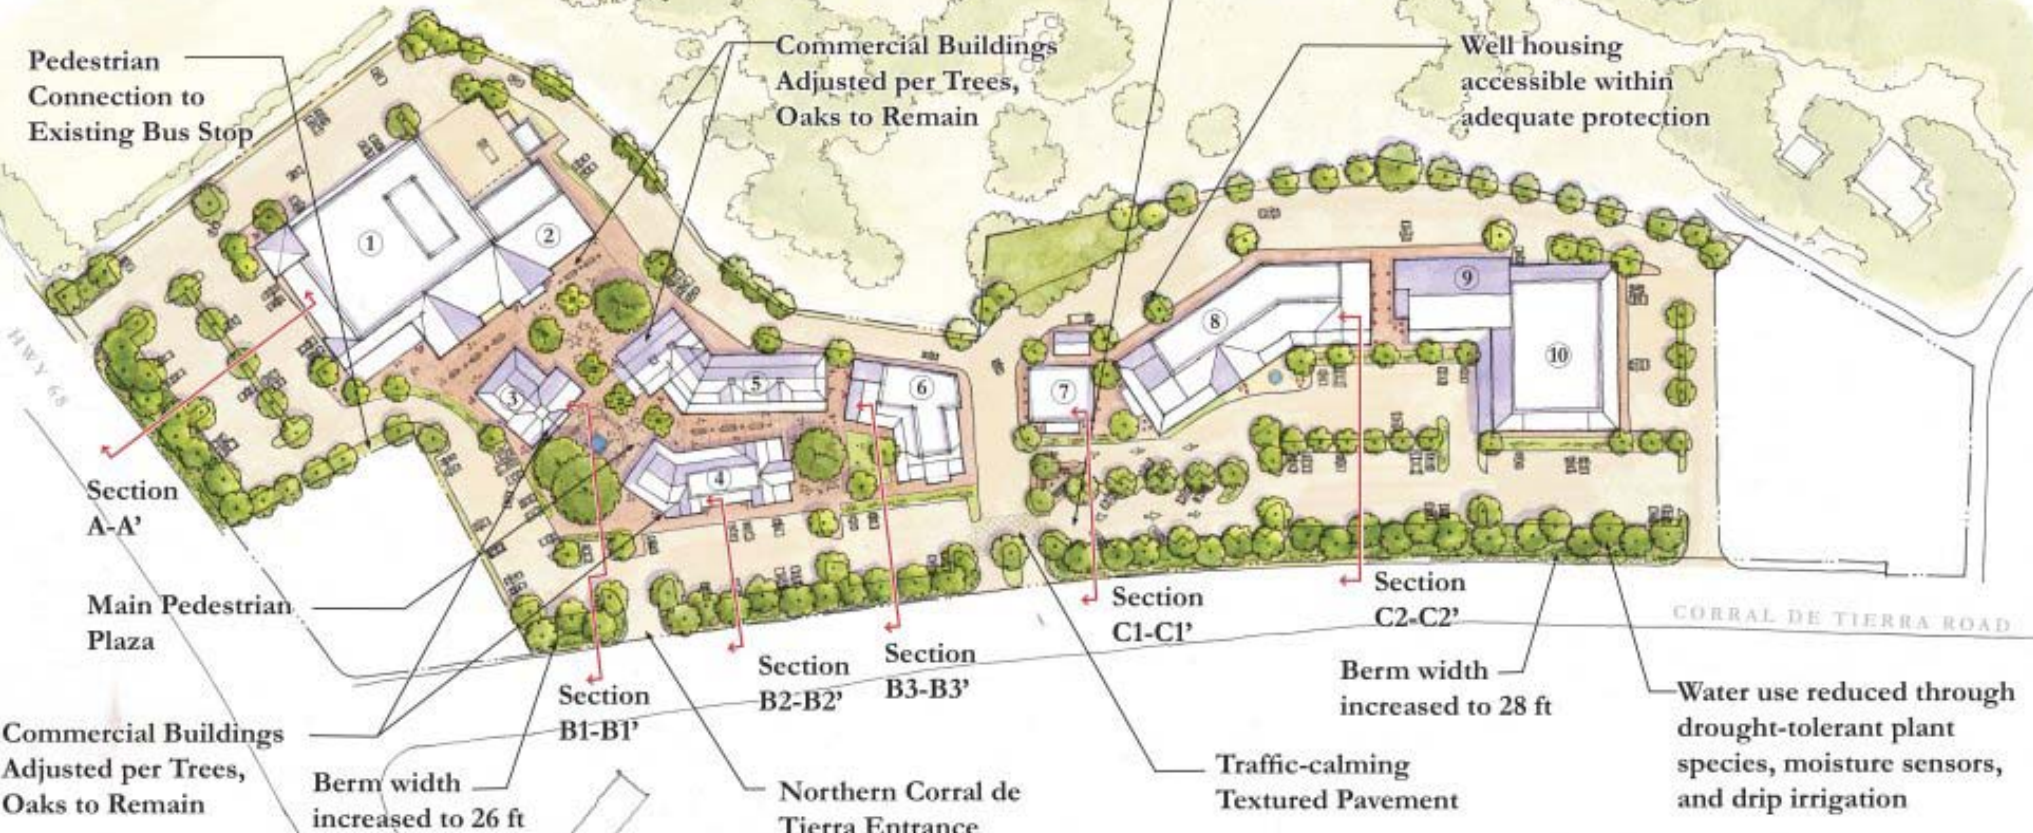 Pedestrian
Connection to
Existing Bus Stop
Commercial Buildings
Adjusted per Trees,
Oaks to Remain
Well housing
accessible within
adequate protection
1
2
3
4
5
6
7
8
9
10
HWY 68
Section
A-A'
Main Pedestrian
Plaza
Commercial Buildings
Adjusted per Trees,
Oaks to Remain
Berm width
increased to 26 ft
Section
B1-B1'
Section
B2-B2'
Section
B3-B3'
Northern Corral de
Tierra Entrance
Section
C1-C1'
Section
C2-C2'
CORRAL DE TIERRA ROAD
Berm width
increased to 28 ft
Traffic-calming
Textured Pavement
Water use reduced through
drought-tolerant plant
species, moisture sensors,
and drip irrigation